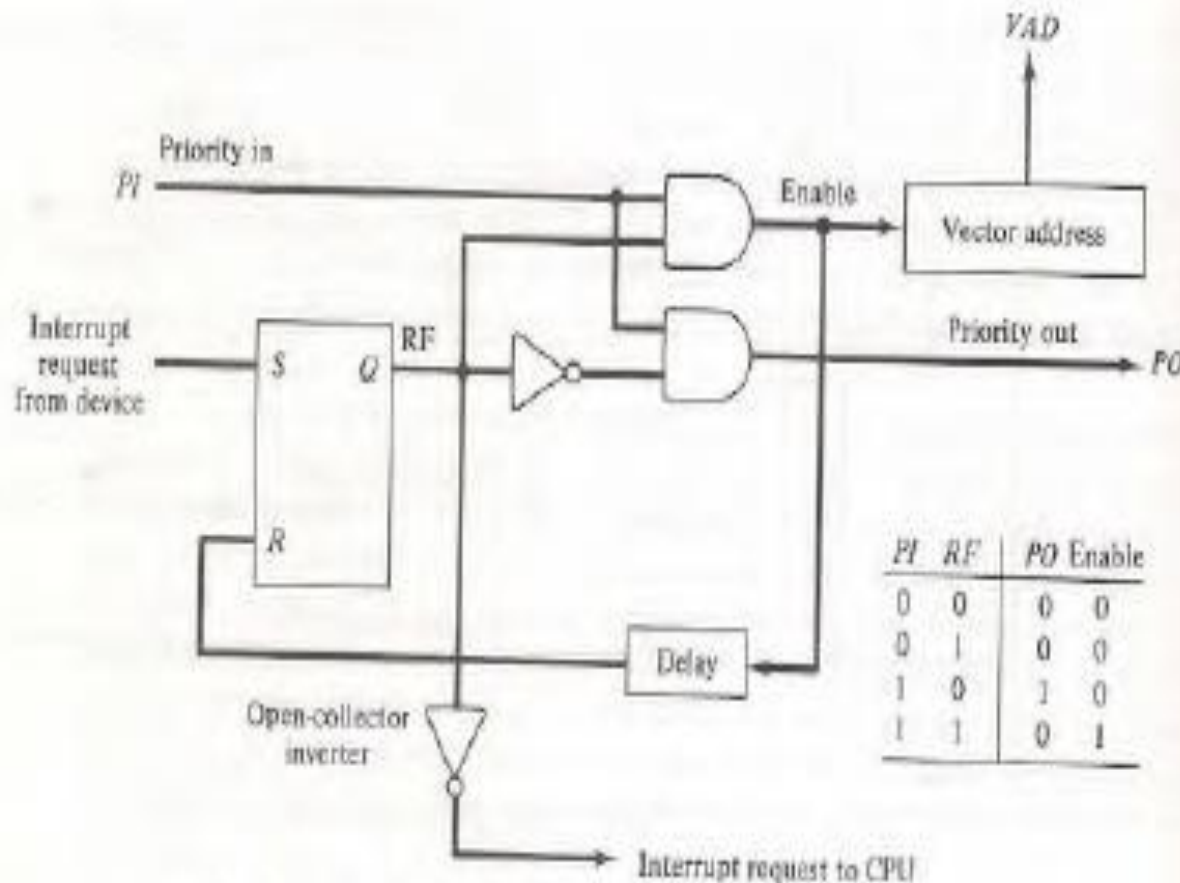 VAD
Priority in
PI
Enable
Vector address
Interrupt
request
from device
S
Q
RF
Priority out
PO
R
Delay
Open-collector
inverter
Interrupt request to CPU
PI RF PO Enable
0 0 0 0
0 1 0 0
1 0 1 0
1 1 0 1